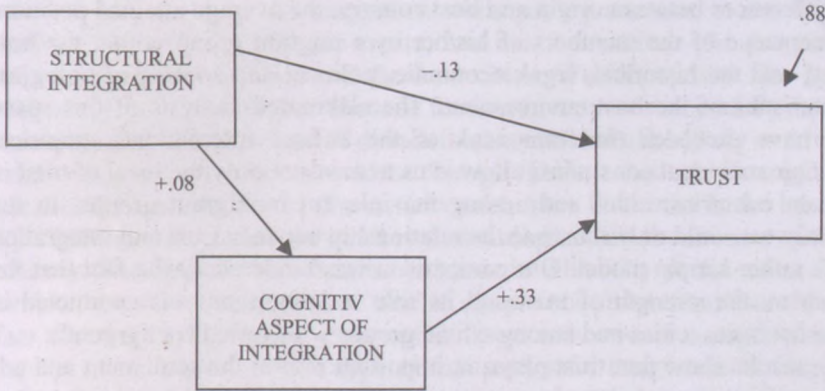 .88
STRUCTURAL
INTEGRATION
-.13
TRUST
+.08
COGNITIV
ASPECT OF
INTEGRATION
+.33